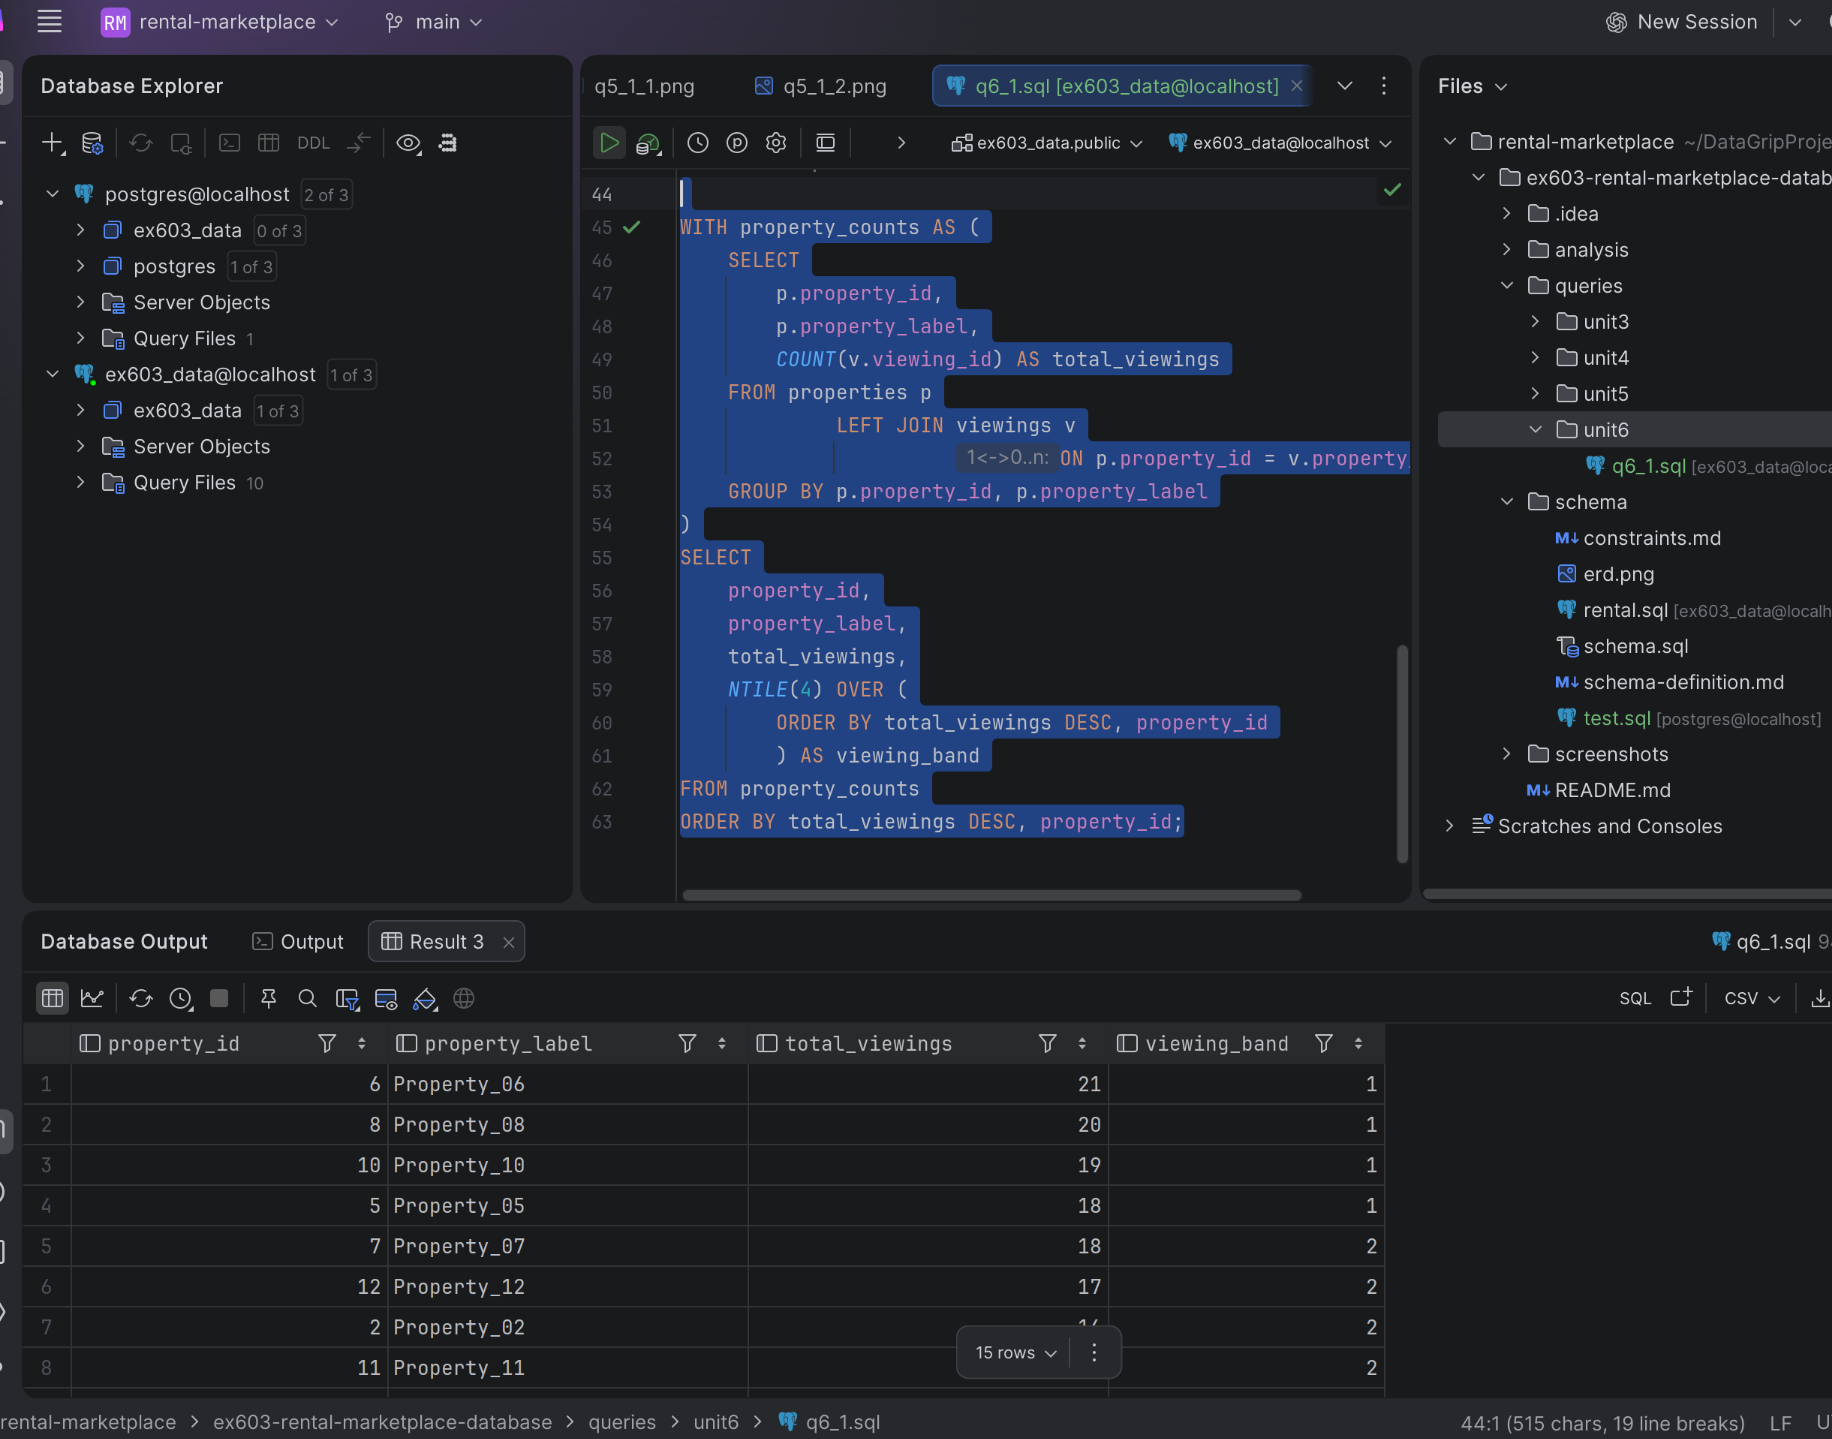 RM rental-marketplace
main
New Session
Database Explorer
DDL
postgres@localhost 2 of 3
ex603_data 0 of 3
postgres 1 of 3
Server Objects
Query Files 1
ex603_data@localhost 1 of 3
ex603_data 1 of 3
Server Objects
Query Files 10
q5_1_1.png
q5_1_2.png
q6_1.sql [ex603_data@localhost]
ex603_data.public
ex603_data@localhost
44
45 WITH property_counts AS (
46 SELECT
47 p.property_id,
48 p.property_label,
49 COUNT(v.viewing_id) AS total_viewings
50 FROM properties p
51 LEFT JOIN viewings v
52 1<->0..n: ON p.property_id = v.property
53 GROUP BY p.property_id, p.property_label
54 )
55 SELECT
56 property_id,
57 property_label,
58 total_viewings,
59 NTILE(4) OVER (
60 ORDER BY total_viewings DESC, property_id
61 ) AS viewing_band
62 FROM property_counts
63 ORDER BY total_viewings DESC, property_id;
Files
rental-marketplace ~/DataGripProje
ex603-rental-marketplace-datab
.idea
analysis
queries
unit3
unit4
unit5
unit6
q6_1.sql [ex603_data@loca
schema
constraints.md
erd.png
rental.sql [ex603_data@localh
schema.sql
schema-definition.md
test.sql [postgres@localhost]
screenshots
README.md
Scratches and Consoles
Database Output
Output
Result 3
q6_1.sql
SQL
CSV
property_id property_label total_viewings viewing_band
1 6 Property_06 21 1
2 8 Property_08 20 1
3 10 Property_10 19 1
4 5 Property_05 18 1
5 7 Property_07 18 2
6 12 Property_12 17 2
7 2 Property_02 2
8 11 Property_11 2
15 rows
rental-marketplace > ex603-rental-marketplace-database > queries > unit6 > q6_1.sql
44:1 (515 chars, 19 line breaks)
LF